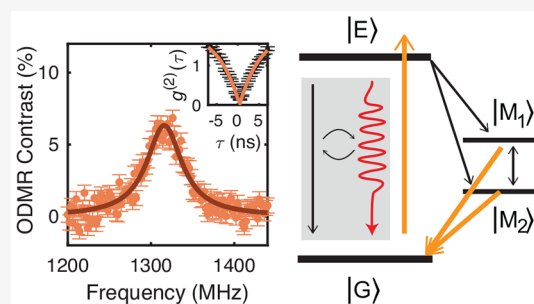 ODMR Contrast (%)
10
5
0
1200
1300
1400
Frequency (MHz)
g⁽²⁾(τ)
1
0
-5
0
5
τ (ns)
|E⟩
|M₁⟩
|M₂⟩
|G⟩